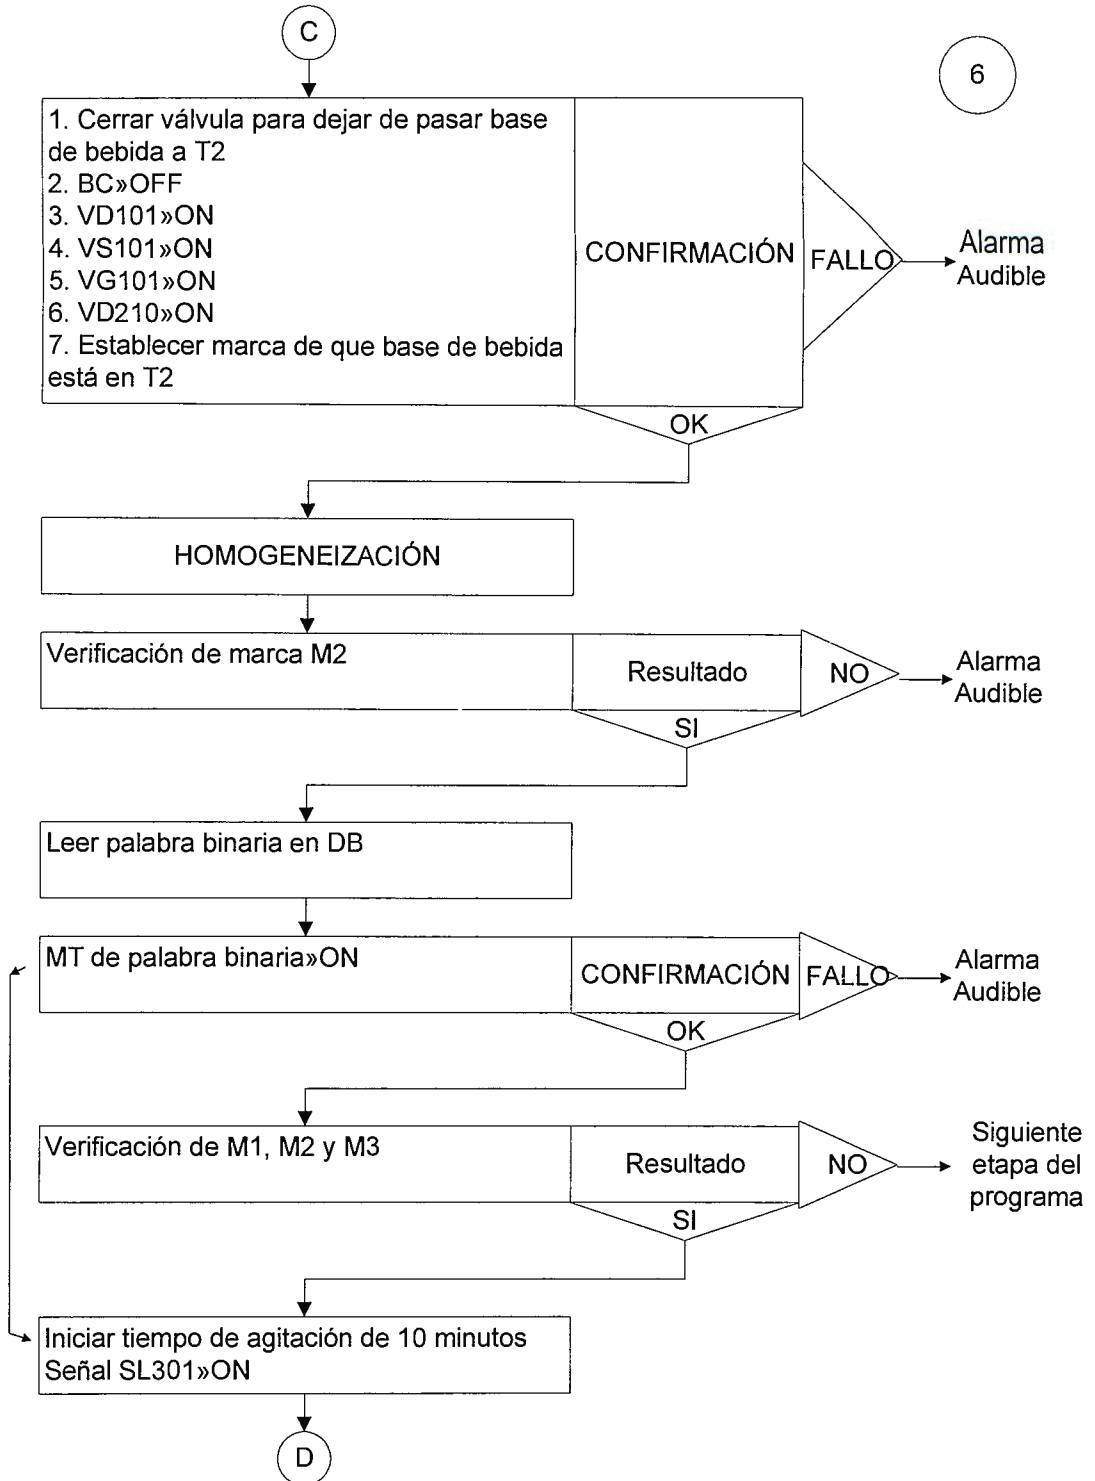 C
6
1. Cerrar válvula para dejar de pasar base
de bebida a T2
2. BC»OFF
3. VD101»ON
4. VS101»ON
5. VG101»ON
6. VD210»ON
7. Establecer marca de que base de bebida
está en T2
CONFIRMACIÓN
FALLO
Alarma
Audible
OK
HOMOGENEIZACIÓN
Verificación de marca M2
Resultado
NO
Alarma
Audible
SI
Leer palabra binaria en DB
MT de palabra binaria»ON
CONFIRMACIÓN
FALLO
Alarma
Audible
OK
Verificación de M1, M2 y M3
Resultado
NO
Siguiente
etapa del
programa
SI
Iniciar tiempo de agitación de 10 minutos
Señal SL301»ON
D